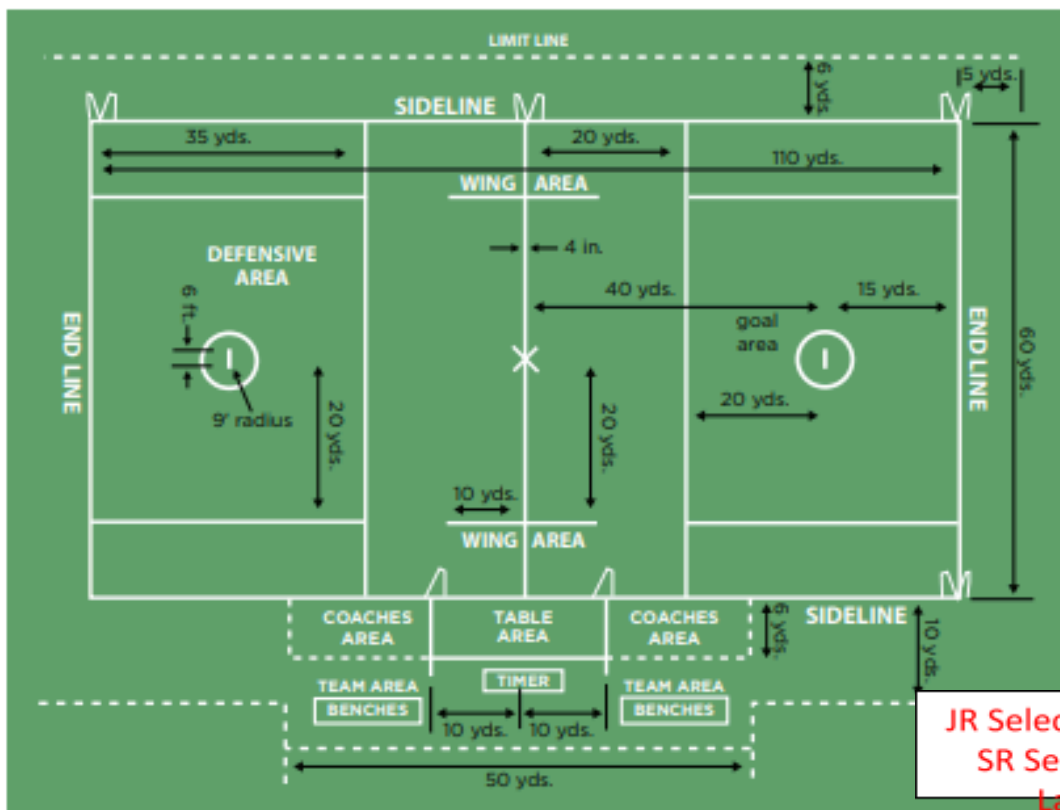 LIMIT LINE
6 yds.
5 yds.
SIDELINE
35 yds.
20 yds.
110 yds.
WING AREA
DEFENSIVE
AREA
4 in.
6 ft.
40 yds.
15 yds.
goal
area
END LINE
END LINE
60 yds.
9' radius
20 yds.
20 yds.
20 yds.
10 yds.
WING AREA
COACHES
AREA
TABLE
AREA
COACHES
AREA
6 yds.
SIDELINE
10 yds.
TEAM AREA
BENCHES
TIMER
TEAM AREA
BENCHES
10 yds.
10 yds.
50 yds.
JR Selec
SR Se